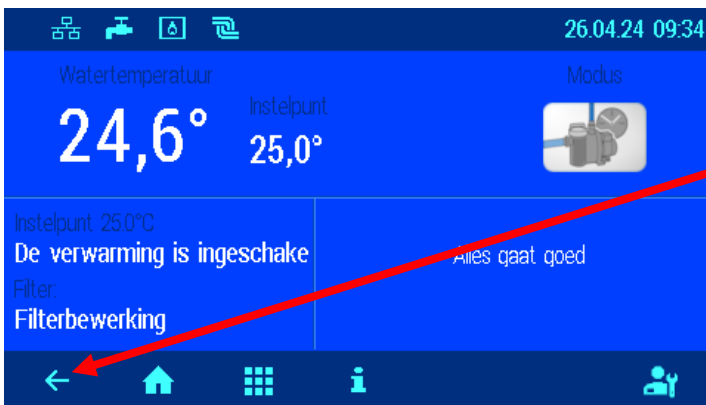 26.04.24 09:34
Watertemperatuur
Modus
24,6°
Instelpunt
25,0°
Instelpunt 25.0°C
De verwarming is ingeschake
Alles gaat goed
Filter:
Filterbewerking